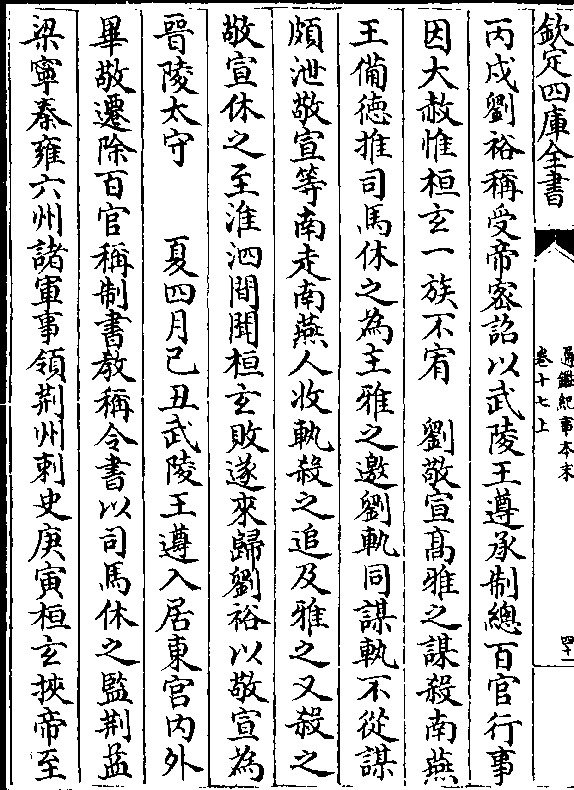 欽定四庫全書
通鑑紀事本末
卷十七上
四十一
丙戌劉裕稱受帝密詔以武陵王遵承制總百官行事
因大赦惟桓玄一族不宥　劉敬宣高雅之謀殺南燕
王備徳推司馬休之為主雅之邀劉軌同謀軌不從謀
頗泄敬宣等南走南燕人收軌殺之追及雅之又殺之
敬宣休之至淮泗間聞桓玄敗遂來歸劉裕以敬宣為
晉陵太守　　夏四月己丑武陵王遵入居東宮内外
畢敬遷除百官稱制書教稱令書以司馬休之監荆益
梁寧秦雍六州諸軍事領荆州刺史庚寅桓玄挾帝至